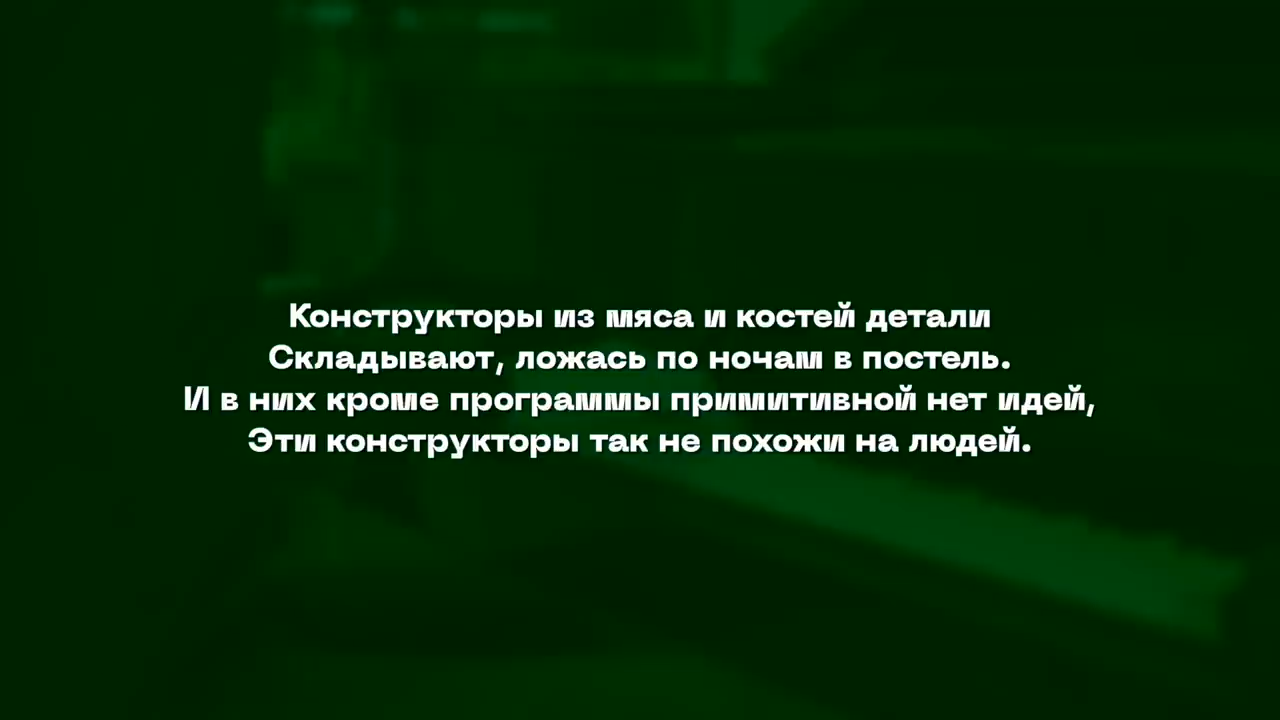 Конструкторы из мяса и костей детали
Складывают, ложась по ночам в постель.
И в них кроме программы примитивной нет идей,
Эти конструкторы так не похожи на людей.